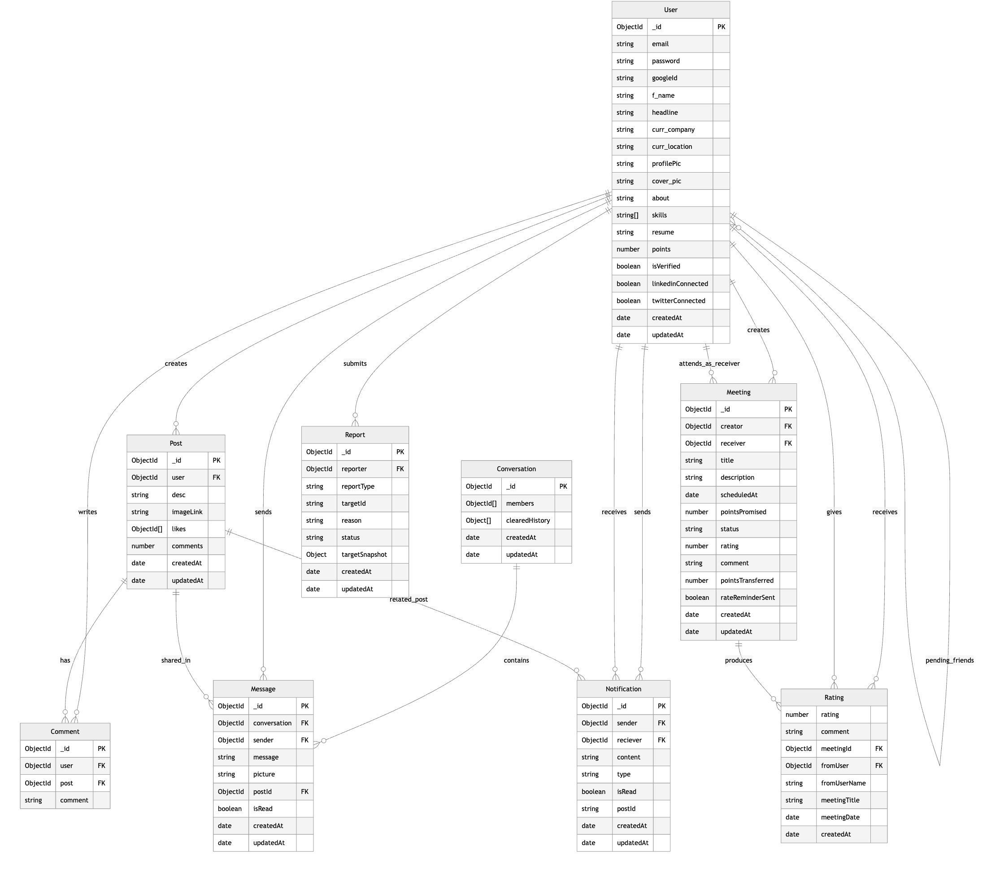 User
ObjectId _id PK
string email
string password
string googleId
string f_name
string headline
string curr_company
string curr_location
string profilePic
string cover_pic
string about
string[] skills
string resume
number points
boolean isVerified
boolean linkedinConnected
boolean twitterConnected
date createdAt
date updatedAt
creates
creates
submits
attends_as_receiver
Meeting
ObjectId _id PK
ObjectId creator FK
ObjectId receiver FK
string title
string description
date scheduledAt
number pointsPromised
string status
number rating
string comment
number pointsTransferred
boolean rateReminderSent
date createdAt
date updatedAt
Report
ObjectId _id PK
ObjectId reporter FK
string reportType
string targetId
string reason
string status
Object targetSnapshot
date createdAt
date updatedAt
Post
ObjectId _id PK
ObjectId user FK
string desc
string imageLink
ObjectId[] likes
number comments
date createdAt
date updatedAt
Conversation
ObjectId _id PK
ObjectId[] members
Object[] clearedHistory
date createdAt
date updatedAt
writes
sends
receives
sends
gives
receives
related_post
has
shared_in
contains
produces
pending_friends
Message
ObjectId _id PK
ObjectId conversation FK
ObjectId sender FK
string message
string picture
ObjectId postId FK
boolean isRead
date createdAt
date updatedAt
Notification
ObjectId _id PK
ObjectId sender FK
ObjectId reciever FK
string content
string type
boolean isRead
string postId
date createdAt
date updatedAt
Rating
number rating
string comment
ObjectId meetingId FK
ObjectId fromUser FK
string fromUserName
string meetingTitle
date meetingDate
date createdAt
Comment
ObjectId _id PK
ObjectId user FK
ObjectId post FK
string comment